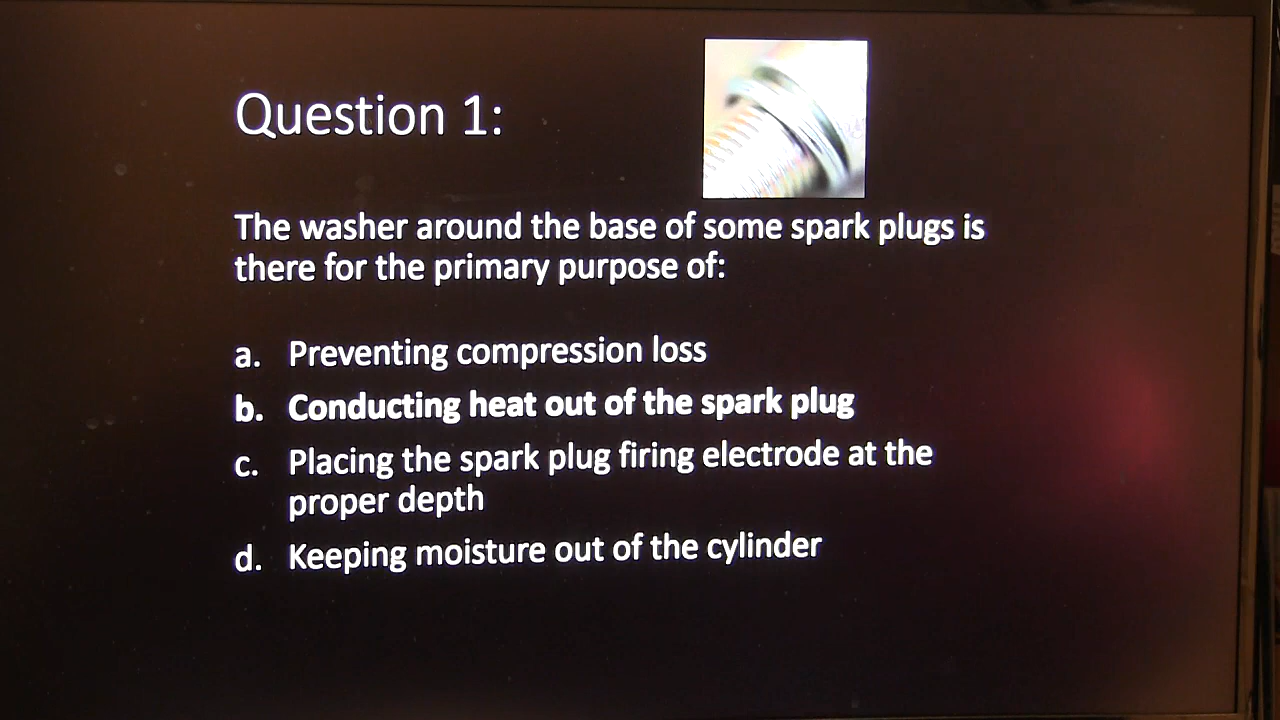 Question 1:
The washer around the base of some spark plugs is
there for the primary purpose of:
a. Preventing compression loss
b. Conducting heat out of the spark plug
c. Placing the spark plug firing electrode at the
proper depth
d. Keeping moisture out of the cylinder